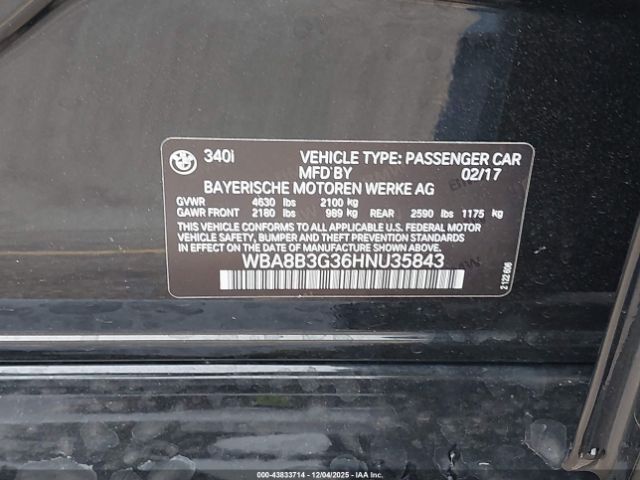 340i VEHICLE TYPE: PASSENGER CAR
MFD BY 02/17
BAYERISCHE MOTOREN WERKE AG
GVWR 4630 lbs 2100 kg
GAWR FRONT 2180 lbs 989 kg REAR 2590 lbs 1175 kg
THIS VEHICLE CONFORMS TO ALL APPLICABLE U.S. FEDERAL MOTOR
VEHICLE SAFETY, BUMPER AND THEFT PREVENTION STANDARDS
IN EFFECT ON THE DATE OF MANUFACTURE SHOWN ABOVE.
WBA8B3G36HNU35843
2 122 606
000-43833714 - 12/04/2025 - IAA Inc.